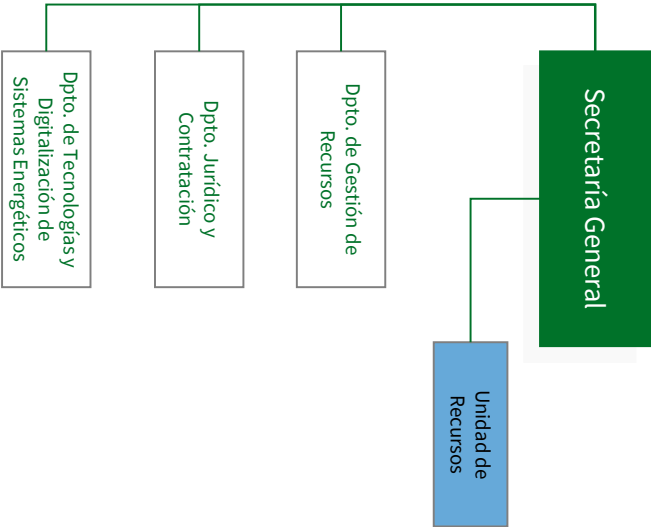 Secretaría General
Unidad de
Recursos
Dpto. de Gestión de
Recursos
Dpto. Jurídico y
Contratación
Dpto. de Tecnologías y
Digitalización de
Sistemas Energéticos